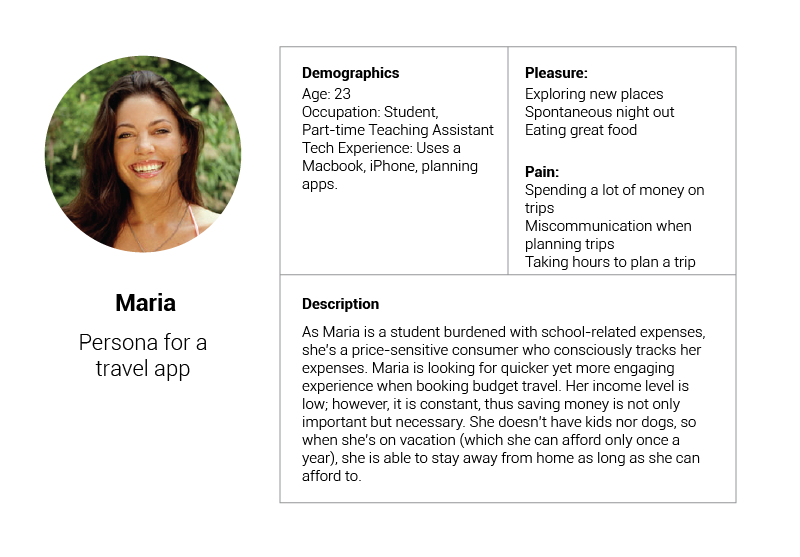 Maria
Persona for a
travel app
Demographics
Age: 23
Occupation: Student,
Part-time Teaching Assistant
Tech Experience: Uses a
Macbook, iPhone, planning
apps.
Pleasure:
Exploring new places
Spontaneous night out
Eating great food
Pain:
Spending a lot of money on
trips
Miscommunication when
planning trips
Taking hours to plan a trip
Description
As Maria is a student burdened with school-related expenses,
she's a price-sensitive consumer who consciously tracks her
expenses. Maria is looking for quicker yet more engaging
experience when booking budget travel. Her income level is
low; however, it is constant, thus saving money is not only
important but necessary. She doesn't have kids nor dogs, so
when she's on vacation (which she can afford only once a
year), she is able to stay away from home as long as she can
afford to.